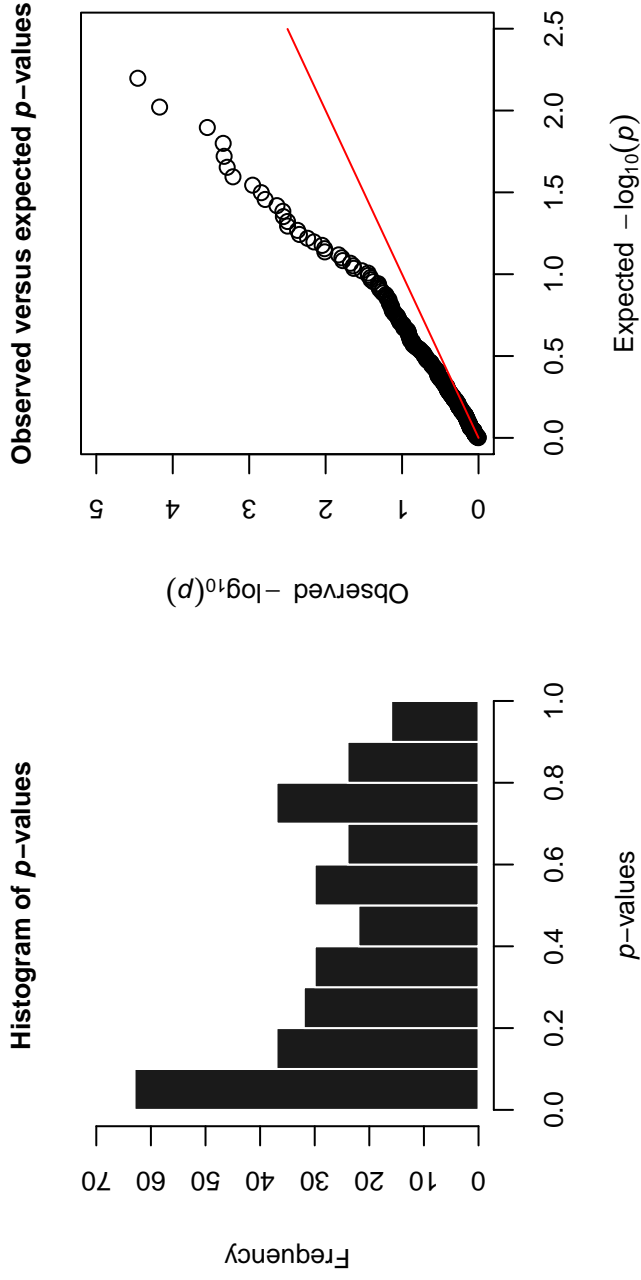 Histogram of p−values
Frequency
0 10 20 30 40 50 60 70
0.0 0.2 0.4 0.6 0.8 1.0
p−values
Observed versus expected p−values
Observed −log₁₀(p)
0 1 2 3 4 5
0.0 0.5 1.0 1.5 2.0 2.5
Expected −log₁₀(p)